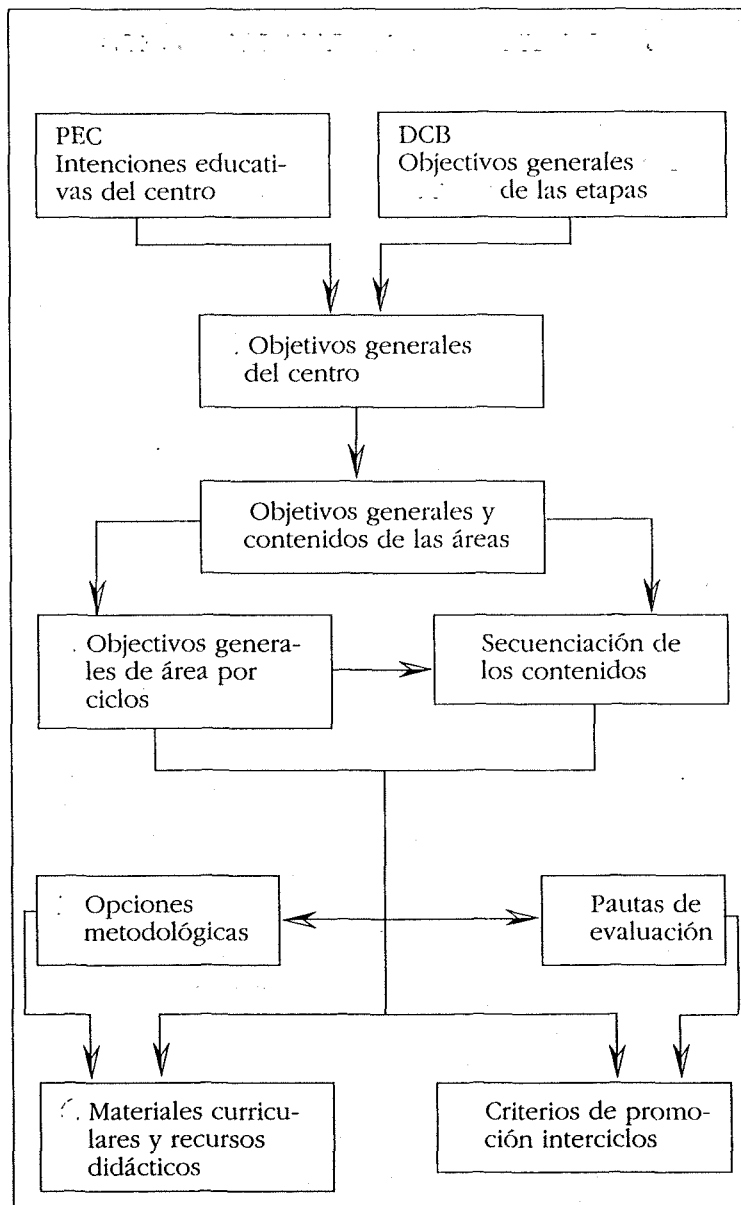 PEC
Intenciones educati-
vas del centro
DCB
Objectivos generales
de las etapas
Objetivos generales
del centro
Objetivos generales y
contenidos de las áreas
Objectivos genera-
les de área por
ciclos
Secuenciación de
los contenidos
Opciones
metodológicas
Pautas de
evaluación
Materiales curricu-
lares y recursos
didácticos
Criterios de promo-
ción interciclos